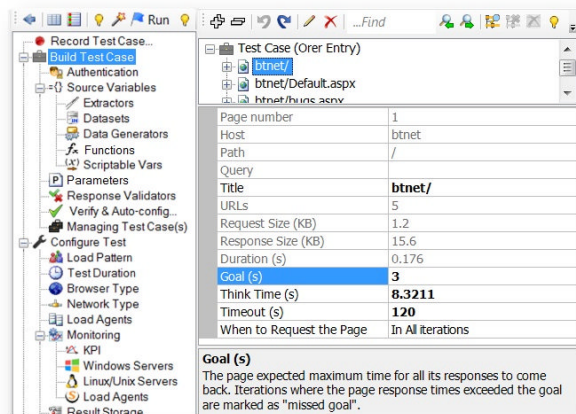 Run
...Find
Record Test Case...
Build Test Case
Authentication
Source Variables
Extractors
Datasets
Data Generators
fx Functions
(X) Scriptable Vars
P Parameters
Response Validators
Verify & Auto-config...
Managing Test Case(s)
Configure Test
Load Pattern
Test Duration
Browser Type
Network Type
Load Agents
Monitoring
KPI
Windows Servers
Linux/Unix Servers
Load Agents
Result Storage
Test Case (Orer Entry)
btnet/
btnet/Default.aspx
btnet/bugs.aspx
Page number 1
Host btnet
Path /
Query
Title btnet/
URLs 5
Request Size (KB) 1.2
Response Size (KB) 15.6
Duration (s) 0.176
Goal (s) 3
Think Time (s) 8.3211
Timeout (s) 120
When to Request the Page In All iterations
Goal (s)
The page expected maximum time for all its responses to come
back. Iterations where the page response times exceeded the goal
are marked as "missed goal".